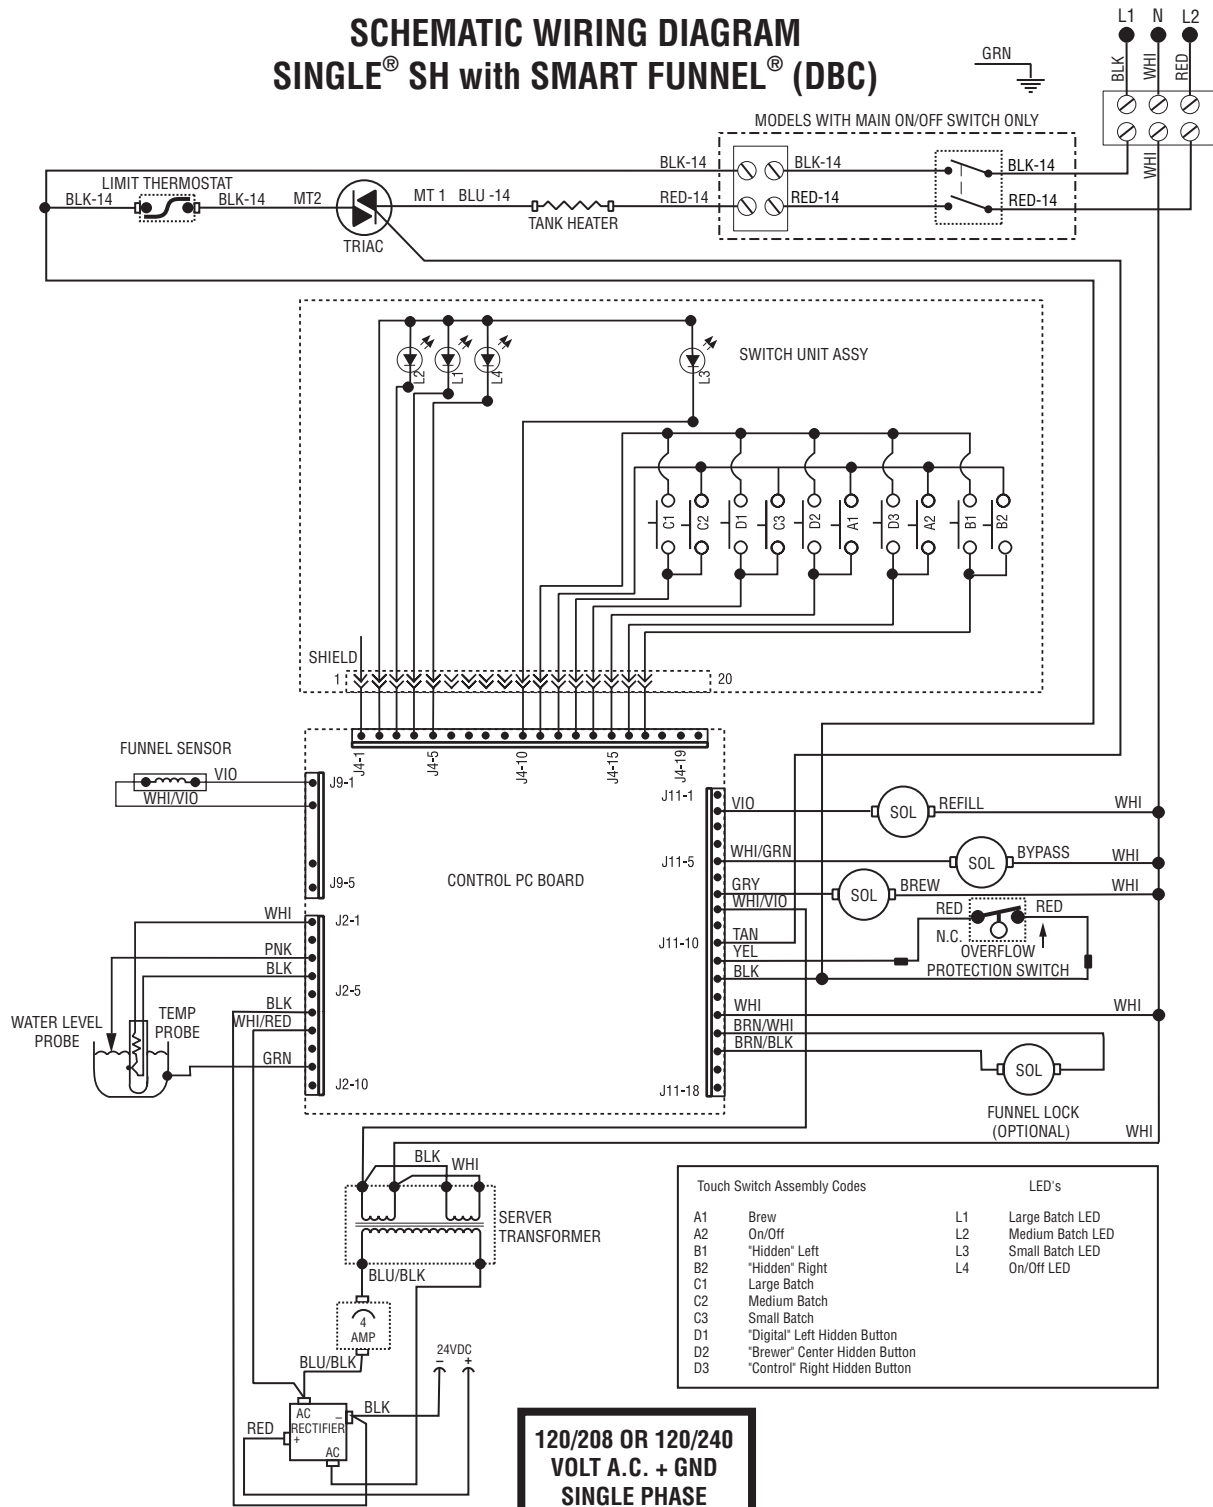 SCHEMATIC WIRING DIAGRAM
SINGLE® SH with SMART FUNNEL® (DBC)
L1 N L2
GRN
BLK WHI RED
MODELS WITH MAIN ON/OFF SWITCH ONLY
BLK-14 BLK-14 BLK-14 WHI
LIMIT THERMOSTAT
BLK-14 BLK-14 MT2 MT 1 BLU -14 RED-14 RED-14 RED-14
TANK HEATER
TRIAC
SWITCH UNIT ASSY
L2 L1 L4 L3
C1 C2 D1 C3 D2 A1 D3 A2 B1 B2
SHIELD
1 20
FUNNEL SENSOR
VIO
WHI/VIO
J4-1 J4-5 J4-10 J4-15 J4-19
J9-1
J9-5
CONTROL PC BOARD
J11-1
VIO SOL REFILL WHI
J11-5
WHI/GRN SOL BYPASS WHI
GRY SOL BREW WHI
WHI/VIO
RED RED
N.C.
OVERFLOW
PROTECTION SWITCH
J11-10
TAN
YEL
BLK
WHI WHI
BRN/WHI
BRN/BLK
SOL
J11-18
FUNNEL LOCK
(OPTIONAL)
WHI
WHI J2-1
PNK
BLK
J2-5
BLK
WHI/RED
WATER LEVEL
PROBE
TEMP
PROBE
GRN
J2-10
BLK
WHI
SERVER
TRANSFORMER
BLU/BLK
4
AMP
BLU/BLK
24VDC
– +
AC
– BLK
RECTIFIER
RED
+
AC
Touch Switch Assembly Codes LED's
A1 Brew L1 Large Batch LED
A2 On/Off L2 Medium Batch LED
B1 "Hidden" Left L3 Small Batch LED
B2 "Hidden" Right L4 On/Off LED
C1 Large Batch
C2 Medium Batch
C3 Small Batch
D1 "Digital" Left Hidden Button
D2 "Brewer" Center Hidden Button
D3 "Control" Right Hidden Button
120/208 OR 120/240
VOLT A.C. + GND
SINGLE PHASE